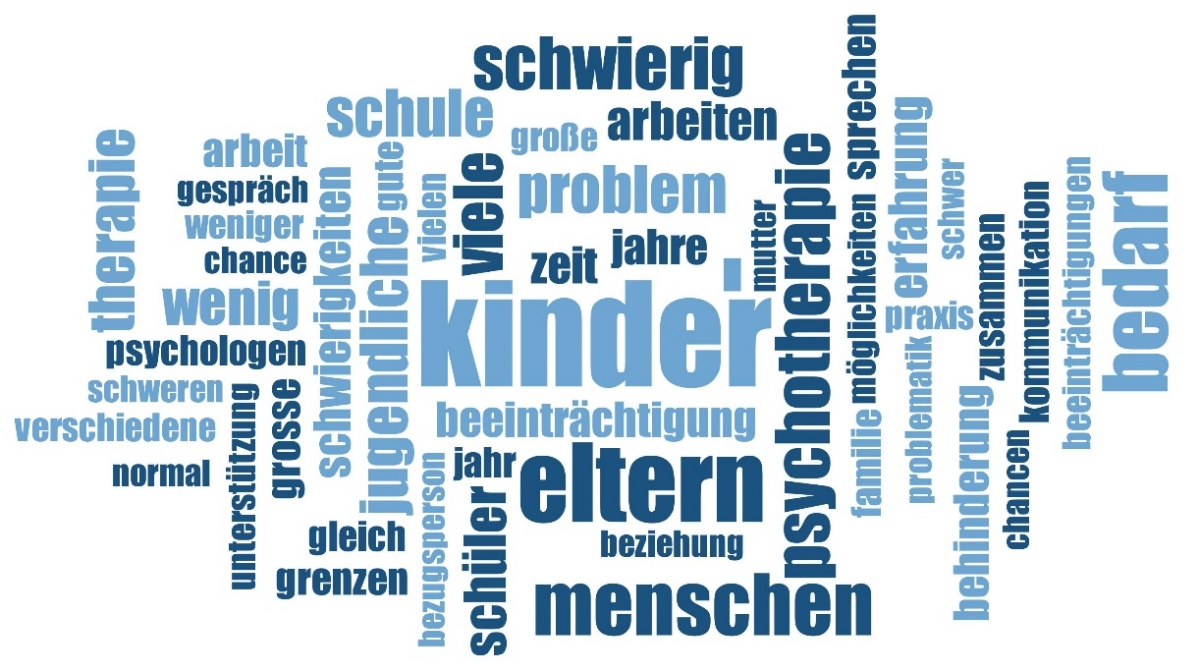 schwierig
schule
große
arbeiten
sprechen
therapie
arbeit
gespräch
weniger
chance
wenig
psychologen
schweren
verschiedene
normal
unterstützung
grosse
schwierigkeiten
gute
jugendliche
vielen
viele
problem
zeit
jahre
mutter
kinder
beeinträchtigung
jahr
eltern
beziehung
menschen
gleich
grenzen
bezugsperson
schüler
psychotherapie
möglichkeiten
familie
erfahrung
schwer
praxis
problematik
zusammen
behinderung
kommunikation
chancen
beeinträchtigungen
bedarf